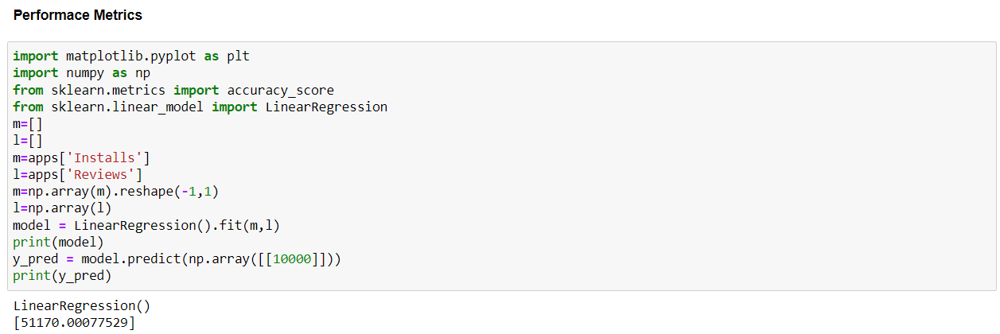 Performace Metrics
import matplotlib.pyplot as plt
import numpy as np
from sklearn.metrics import accuracy_score
from sklearn.linear_model import LinearRegression
m=[]
l=[]
m=apps['Installs']
l=apps['Reviews']
m=np.array(m).reshape(-1,1)
l=np.array(l)
model = LinearRegression().fit(m,l)
print(model)
y_pred = model.predict(np.array([[10000]]))
print(y_pred)
LinearRegression()
[51170.00077529]